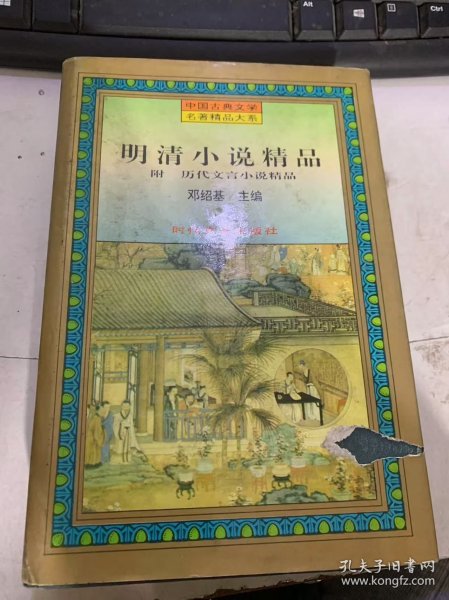 中国古典文学
名著精品大系
明清小说精品
附 历代文言小说精品
邓绍基 主编
版社
Alt
Ctrl
孔夫子旧书网
www.kongfz.com